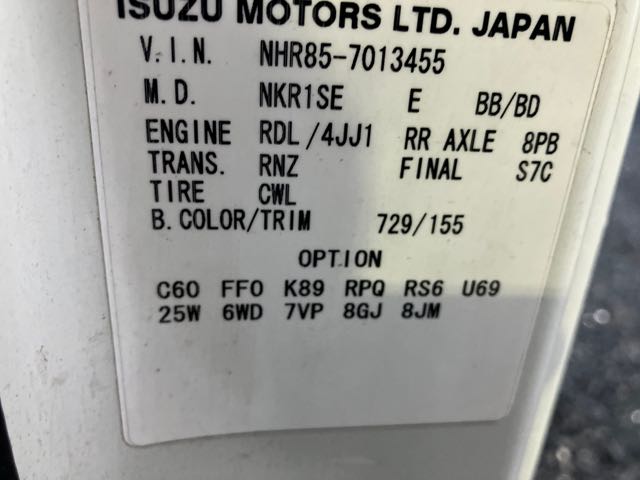 ISUZU MOTORS LTD. JAPAN
V.I.N. NHR85-7013455
M.D. NKR1SE E BB/BD
ENGINE RDL/4JJ1 RR AXLE 8PB
TRANS. RNZ FINAL S7C
TIRE CWL
B.COLOR/TRIM 729/155
OPTION
C60 FFO K89 RPQ RS6 U69
25W 6WD 7VP 8GJ 8JM